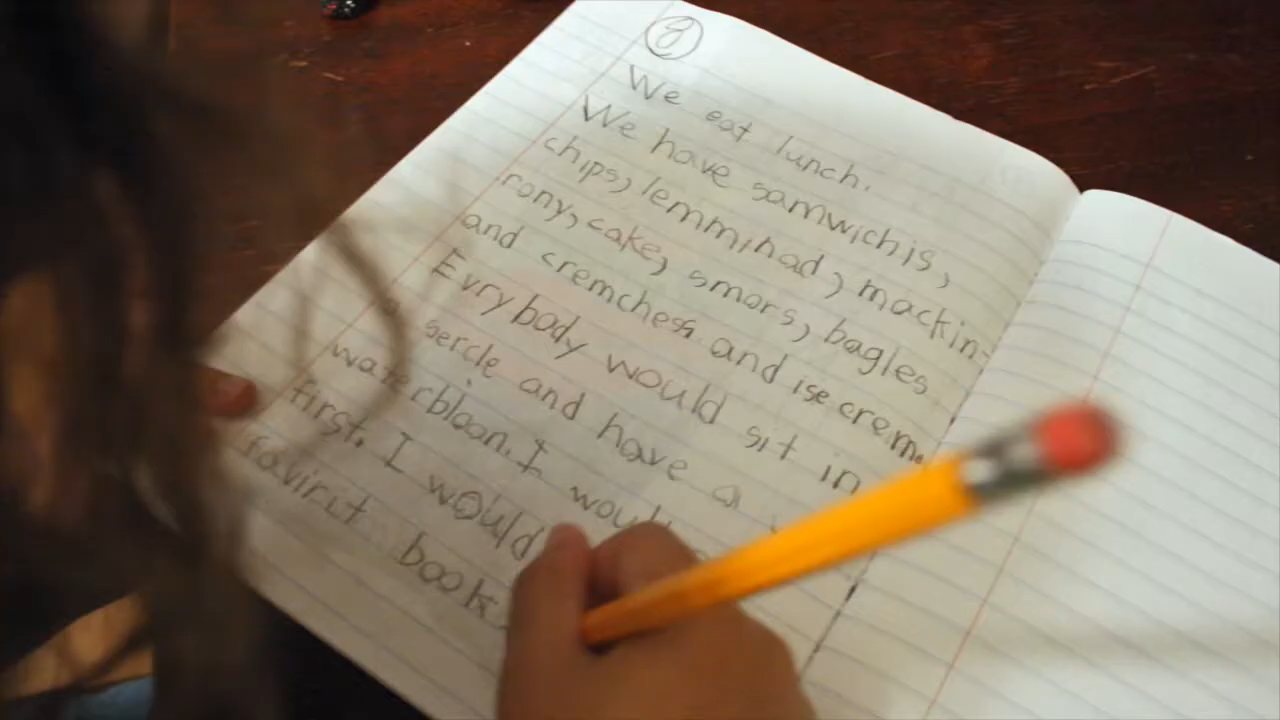 We eat lunch.
We have samwichis,
chips, lemminad, mackin-
rony, cake, smors, bagles
and cremchess and ise crem.
Evrybody would sit in
sercle and have a
waterbloon. I would
first. I would
favirit book